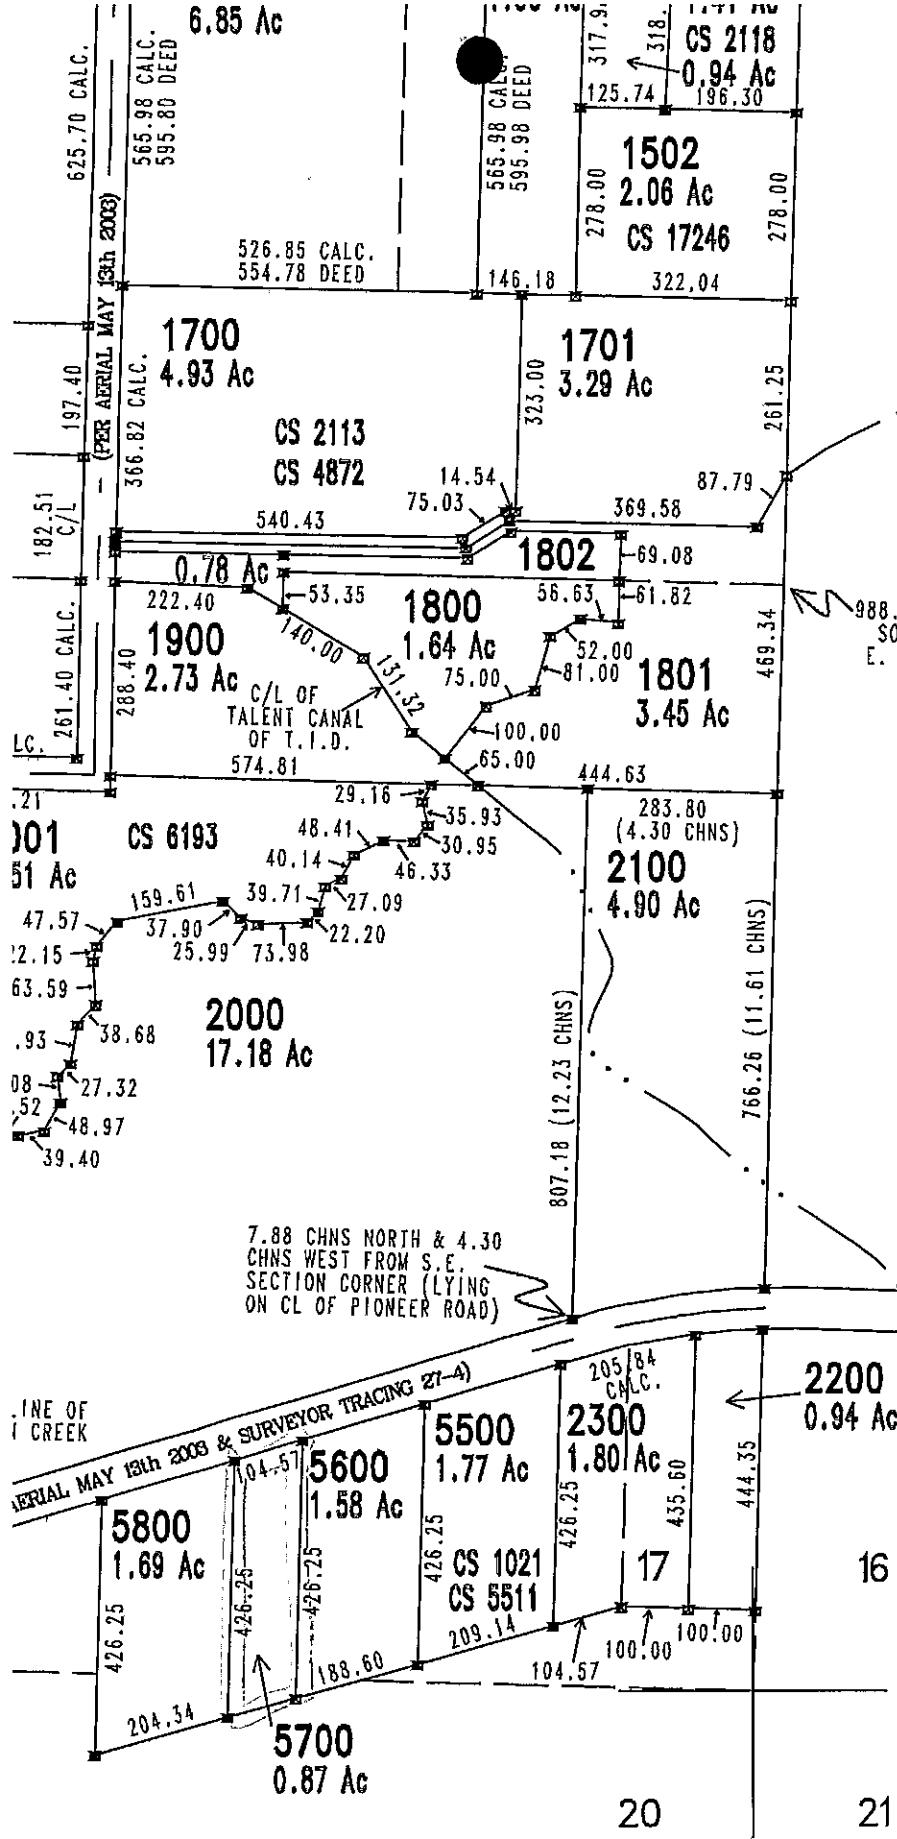 6.85 Ac
625.70 CALC.
565.98 CALC.
595.80 DEED
565.98 CALC.
595.98 DEED
CS 2118
0.94 Ac
125.74
196.30
1502
2.06 Ac
CS 17246
278.00
278.00
(PER AERIAL MAY 13th 2003)
526.85 CALC.
554.78 DEED
146.18
322.04
1700
4.93 Ac
1701
3.29 Ac
197.40
366.82 CALC.
323.00
261.25
CS 2113
CS 4872
14.54
75.03
87.79
182.51
C/L
540.43
369.58
1802
69.08
0.78 Ac
222.40
53.35
56.63
61.82
1800
1.64 Ac
988.
SO
E.
469.34
1900
2.73 Ac
140.00
131.32
52.00
81.00
75.00
1801
3.45 Ac
261.40 CALC.
288.40
C/L OF
TALENT CANAL
OF T.I.D.
100.00
65.00
LC.
574.81
444.63
.21
29.16
283.80
(4.30 CHNS)
001
51 Ac
CS 6193
35.93
48.41
30.95
46.33
40.14
2100
4.90 Ac
159.61
39.71
27.09
47.57
37.90
25.99
73.98
22.20
22.15
63.59
2000
17.18 Ac
38.68
.93
27.32
08
.52
48.97
39.40
807.18 (12.23 CHNS)
766.26 (11.61 CHNS)
7.88 CHNS NORTH & 4.30
CHNS WEST FROM S.E.
SECTION CORNER (LYING
ON CL OF PIONEER ROAD)
205.84
CALC.
2200
0.94 Ac
.INE OF
CREEK
AERIAL MAY 13th 2003 & SURVEYOR TRACING 27-4)
104.57
5500
1.77 Ac
2300
1.80 Ac
5600
1.58 Ac
5800
1.69 Ac
426.25
426.25
426.25
426.25
426.25
435.60
444.35
CS 1021
CS 5511
17
16
209.14
104.57
100.00
100.00
188.60
204.34
5700
0.87 Ac
20
21